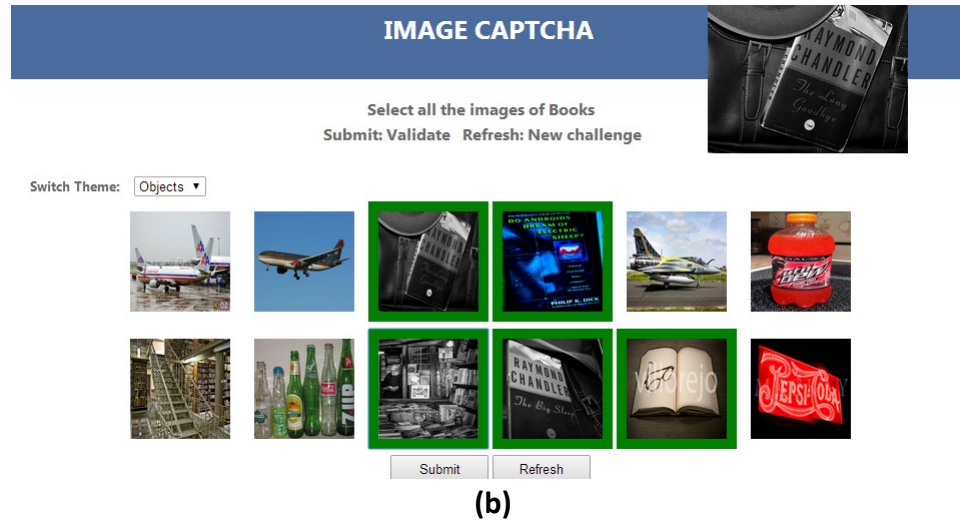 IMAGE CAPTCHA
RAYMOND
CHANDLER
The Long
Goodbye
Select all the images of Books
Submit: Validate Refresh: New challenge
Switch Theme: Objects
RAYMOND
CHANDLER
DO ANDROIDS
DREAM OF
ELECTRIC
SHEEP?
PHILIP K. DICK
RAYMOND
CHANDLER
The Big Sleep
PEPSI-COLA
Submit Refresh
(b)